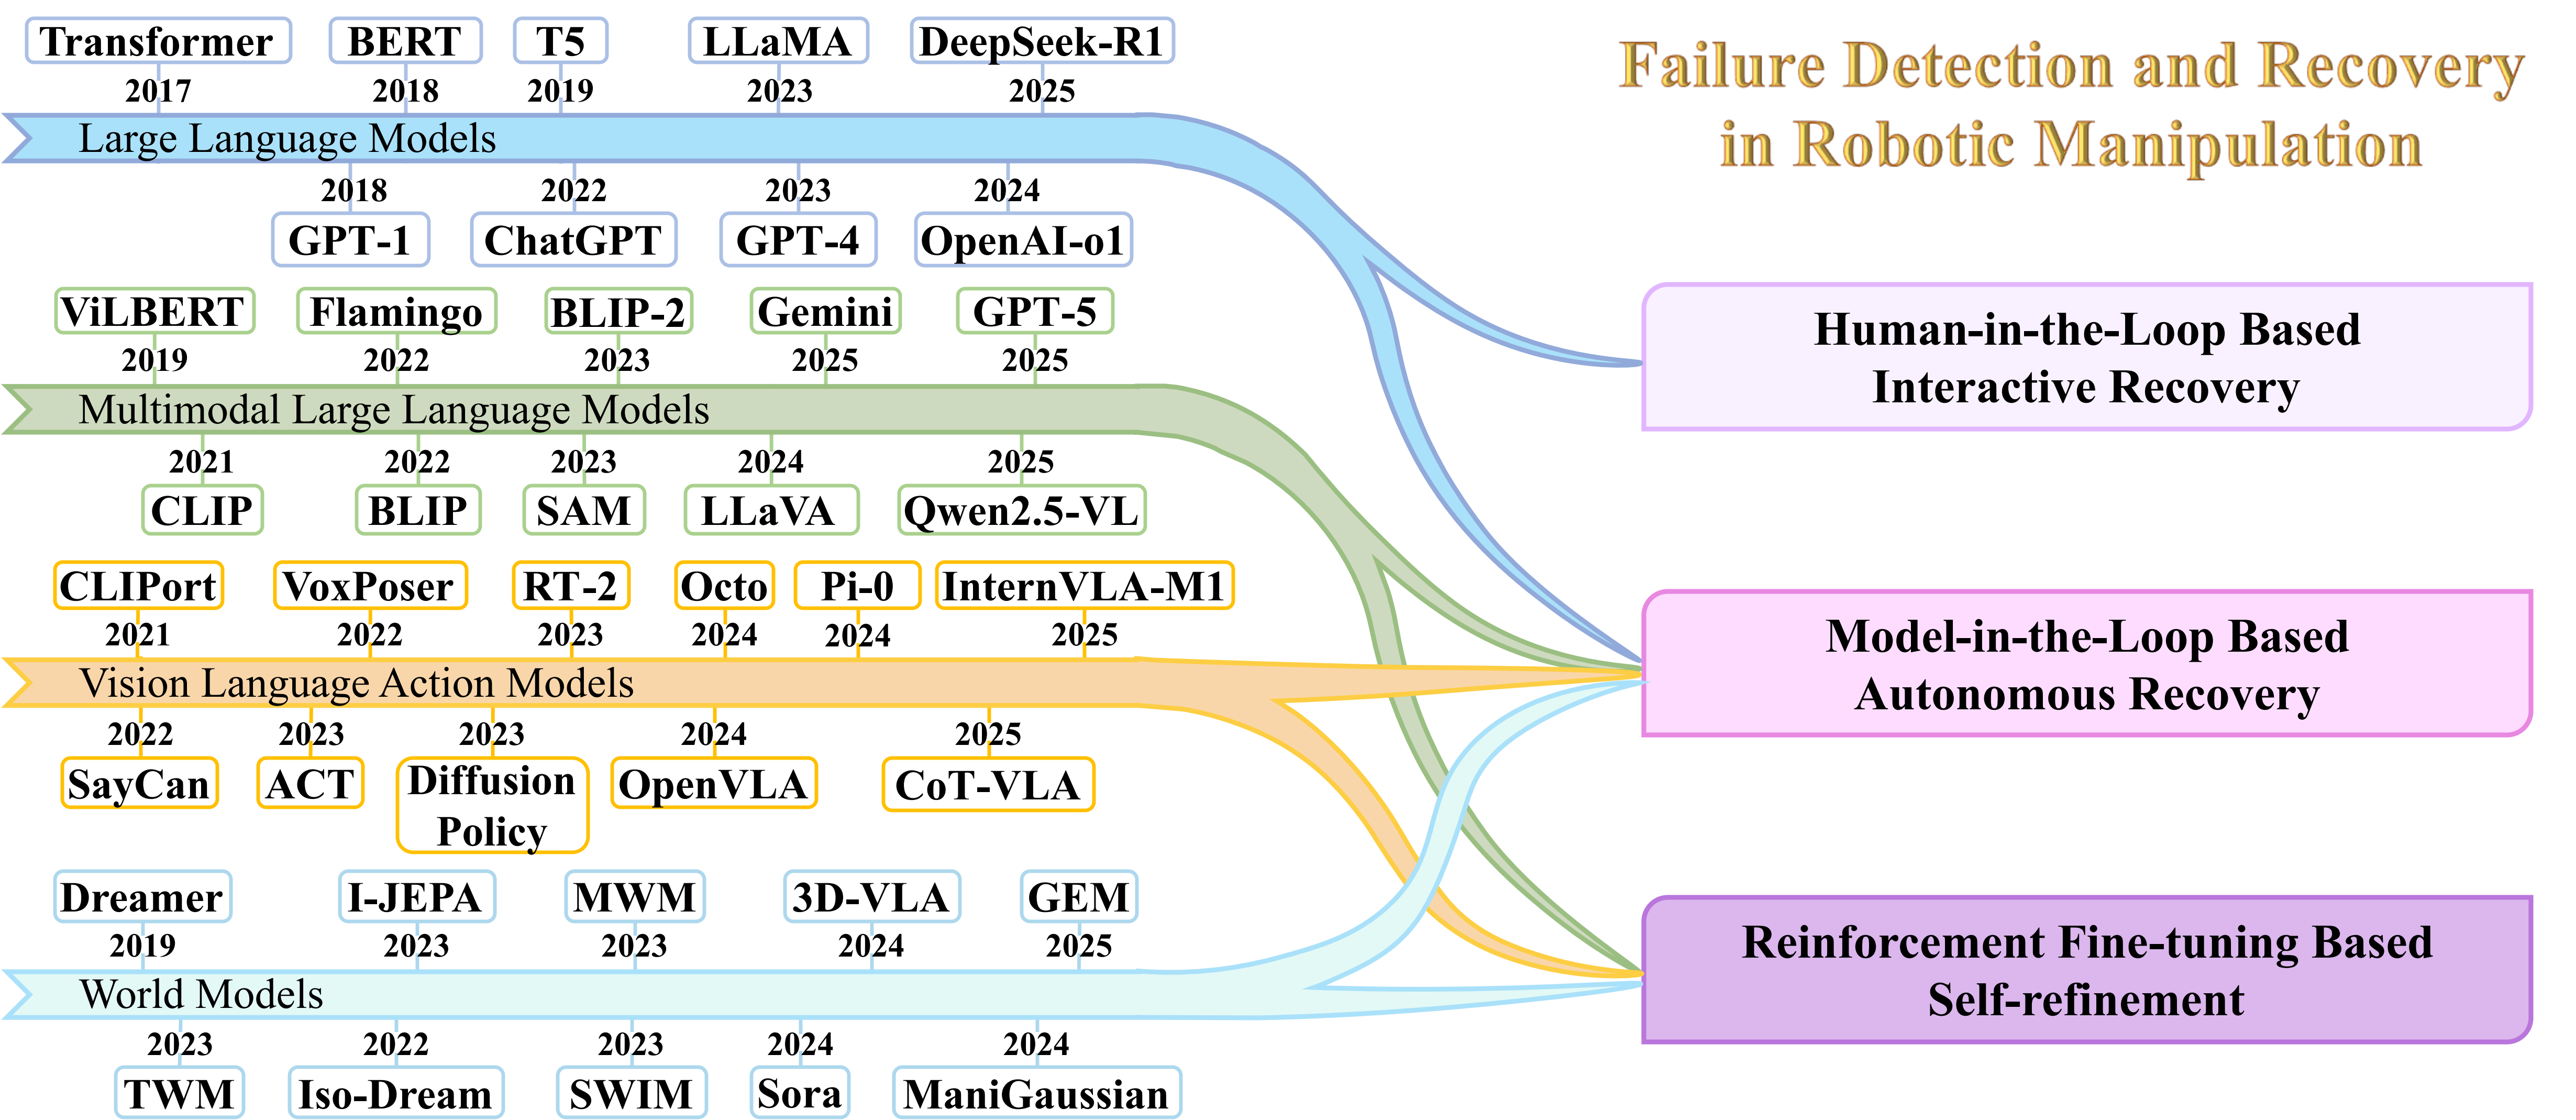 Failure Detection and Recovery
in Robotic Manipulation
Transformer
BERT
T5
LLaMA
DeepSeek-R1
2017
2018
2019
2023
2025
Large Language Models
2018
2022
2023
2024
GPT-1
ChatGPT
GPT-4
OpenAI-o1
ViLBERT
Flamingo
BLIP-2
Gemini
GPT-5
2019
2022
2023
2025
2025
Multimodal Large Language Models
2021
2022
2023
2024
2025
CLIP
BLIP
SAM
LLaVA
Qwen2.5-VL
CLIPort
VoxPoser
RT-2
Octo
Pi-0
InternVLA-M1
2021
2022
2023
2024
2024
2025
Vision Language Action Models
2022
2023
2023
2024
2025
SayCan
ACT
Diffusion
Policy
OpenVLA
CoT-VLA
Dreamer
I-JEPA
MWM
3D-VLA
GEM
2019
2023
2023
2024
2025
World Models
2023
2022
2023
2024
2024
TWM
Iso-Dream
SWIM
Sora
ManiGaussian
Human-in-the-Loop Based
Interactive Recovery
Model-in-the-Loop Based
Autonomous Recovery
Reinforcement Fine-tuning Based
Self-refinement